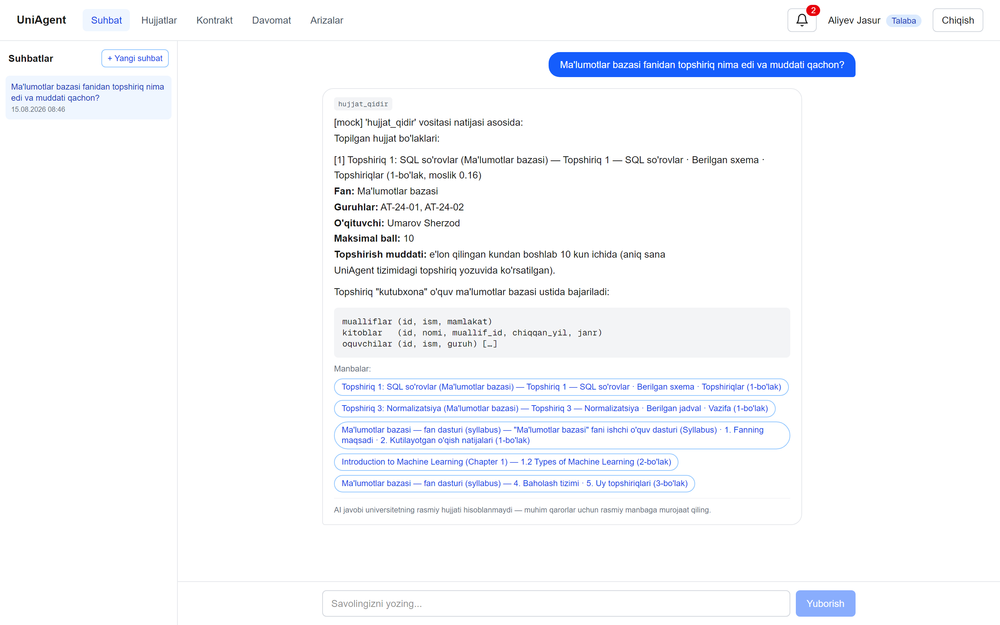 UniAgent
Suhbat
Hujjatlar
Kontrakt
Davomat
Arizalar
2
Aliyev Jasur
Talaba
Chiqish
Suhbatlar
+ Yangi suhbat
Ma'lumotlar bazasi fanidan topshiriq nima
edi va muddati qachon?
15.08.2026 08:46
Ma'lumotlar bazasi fanidan topshiriq nima edi va muddati qachon?
hujjat_qidir
[mock] 'hujjat_qidir' vositasi natijasi asosida:
Topilgan hujjat bo'laklari:
[1] Topshiriq 1: SQL so'rovlar (Ma'lumotlar bazasi) — Topshiriq 1 — SQL so'rovlar · Berilgan sxema ·
Topshiriqlar (1-bo'lak, moslik 0.16)
Fan: Ma'lumotlar bazasi
Guruhlar: AT-24-01, AT-24-02
O'qituvchi: Umarov Sherzod
Maksimal ball: 10
Topshirish muddati: e'lon qilingan kundan boshlab 10 kun ichida (aniq sana
UniAgent tizimidagi topshiriq yozuvida ko'rsatilgan).
Topshiriq "kutubxona" o'quv ma'lumotlar bazasi ustida bajariladi:
mualliflar (id, ism, mamlakat)
kitoblar   (id, nomi, muallif_id, chiqqan_yil, janr)
oquvchilar (id, ism, guruh) […]
Manbalar:
Topshiriq 1: SQL so'rovlar (Ma'lumotlar bazasi) — Topshiriq 1 — SQL so'rovlar · Berilgan sxema · Topshiriqlar (1-bo'lak)
Topshiriq 3: Normalizatsiya (Ma'lumotlar bazasi) — Topshiriq 3 — Normalizatsiya · Berilgan jadval · Vazifa (1-bo'lak)
Ma'lumotlar bazasi — fan dasturi (syllabus) — "Ma'lumotlar bazasi" fani ishchi o'quv dasturi (Syllabus) · 1. Fanning
maqsadi · 2. Kutilayotgan o'qish natijalari (1-bo'lak)
Introduction to Machine Learning (Chapter 1) — 1.2 Types of Machine Learning (2-bo'lak)
Ma'lumotlar bazasi — fan dasturi (syllabus) — 4. Baholash tizimi · 5. Uy topshiriqlari (3-bo'lak)
AI javobi universitetning rasmiy hujjati hisoblanmaydi — muhim qarorlar uchun rasmiy manbaga murojaat qiling.
Savolingizni yozing...
Yuborish